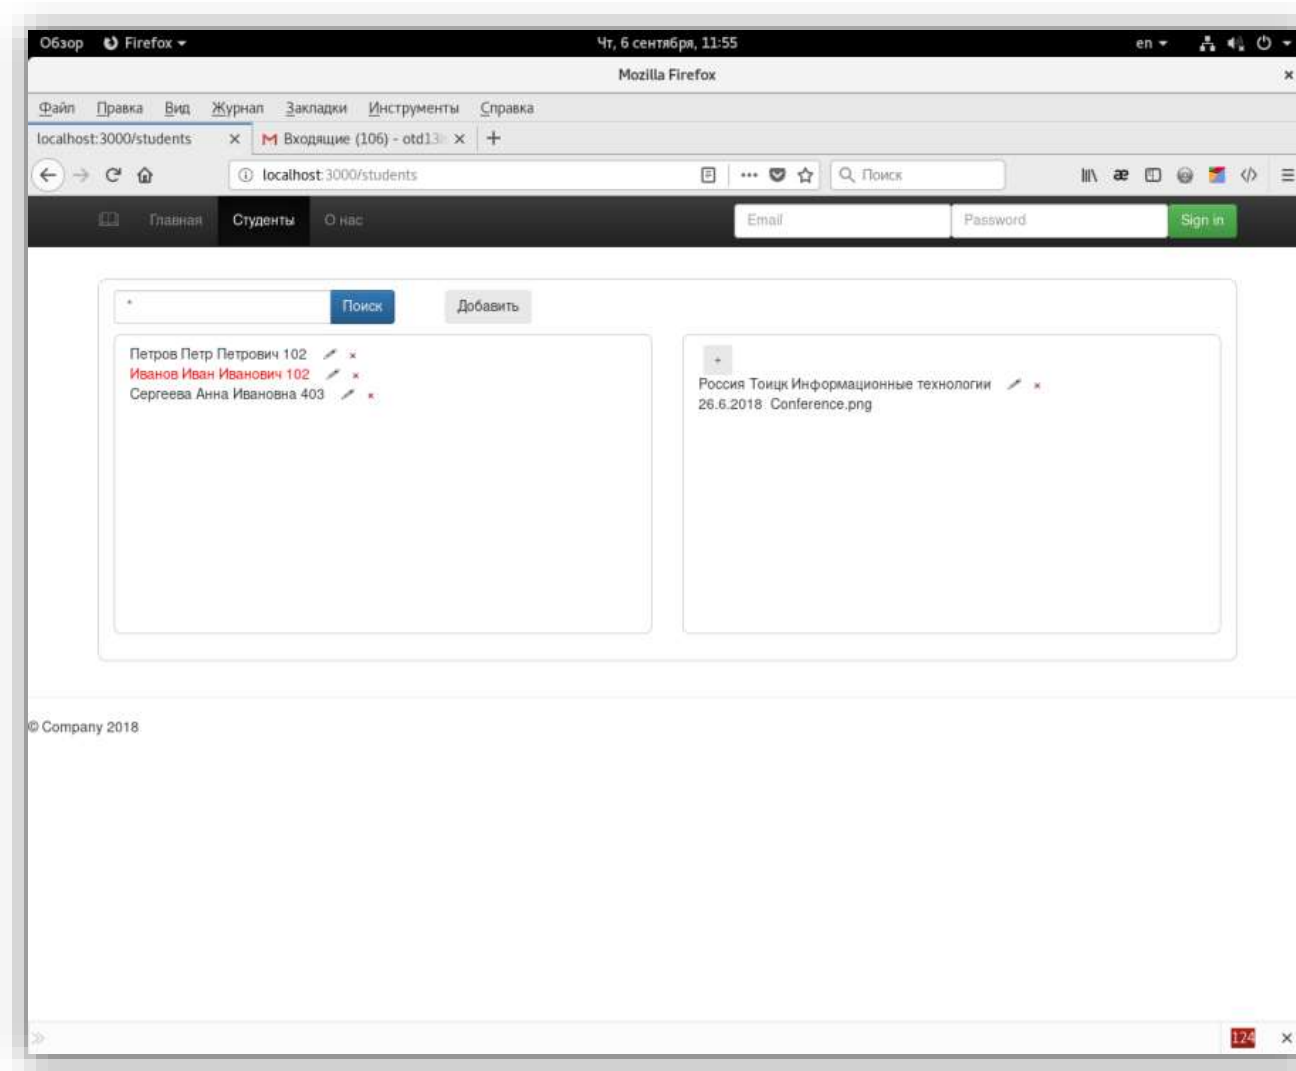 Обзор Firefox Чт, 6 сентября, 11:55 en
Mozilla Firefox ×
Файл Правка Вид Журнал Закладки Инструменты Справка
localhost:3000/students × Входящие (106) - otd13 × +
localhost:3000/students Поиск
Главная Студенты О нас Email Password Sign in
* Поиск Добавить
Петров Петр Петрович 102 ×
Иванов Иван Иванович 102 ×
Сергеева Анна Ивановна 403 ×
+
Россия Тоицк Информационные технологии ×
26.6.2018 Conference.png
© Company 2018
» 124 ×